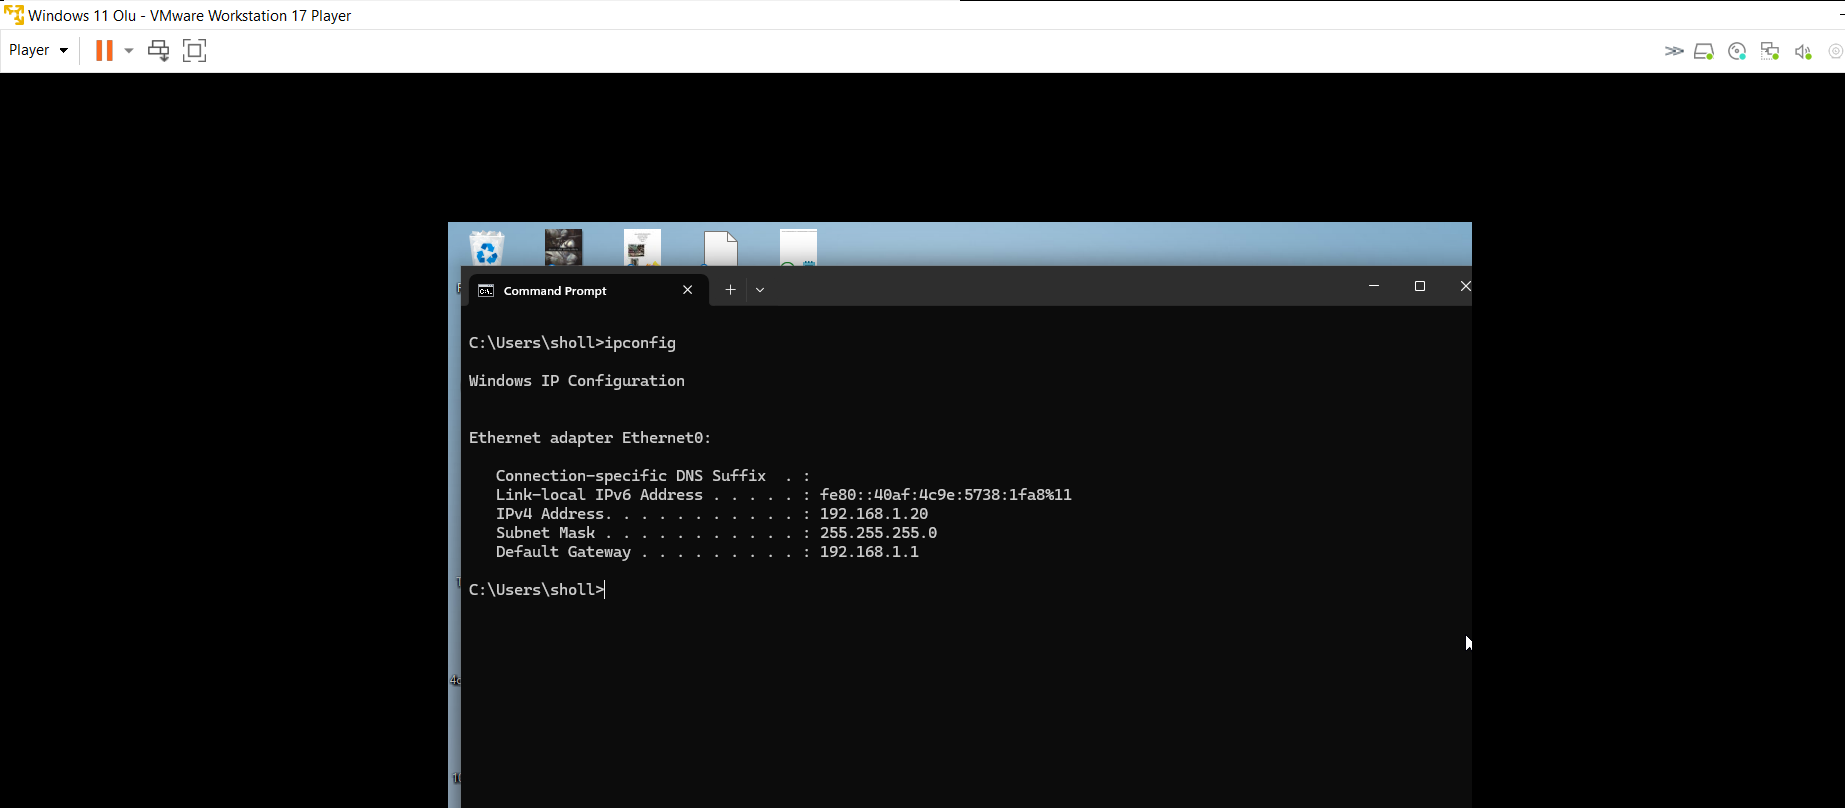 Windows 11 Olu - VMware Workstation 17 Player
Player
Command Prompt
C:\Users\sholl>ipconfig
Windows IP Configuration
Ethernet adapter Ethernet0:
Connection-specific DNS Suffix . :
Link-local IPv6 Address . . . . . : fe80::40af:4c9e:5738:1fa8%11
IPv4 Address. . . . . . . . . . . : 192.168.1.20
Subnet Mask . . . . . . . . . . . : 255.255.255.0
Default Gateway . . . . . . . . . : 192.168.1.1
C:\Users\sholl>